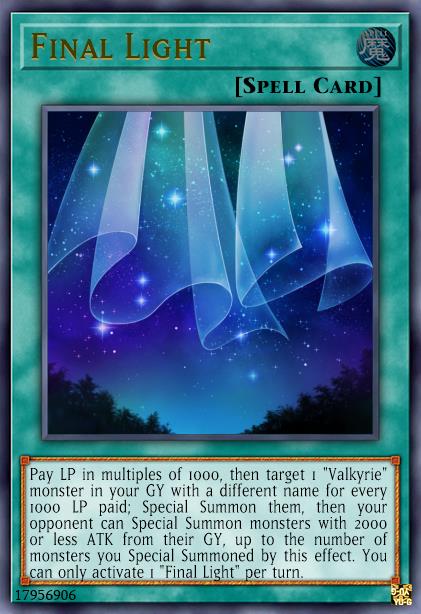 Final Light
魔
[Spell Card]
Pay LP in multiples of 1000, then target 1 "Valkyrie"
monster in your GY with a different name for every
1000 LP paid; Special Summon them, then your
opponent can Special Summon monsters with 2000
or less ATK from their GY, up to the number of
monsters you Special Summoned by this effect. You
can only activate 1 "Final Light" per turn.
17956906